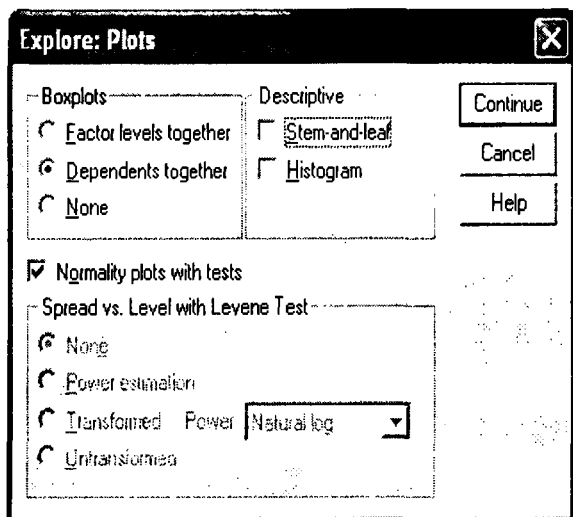 Explore: Plots
Boxplots
Factor levels together
Dependents together
None
Descriptive
Stem-and-leaf
Histogram
Continue
Cancel
Help
Normality plots with tests
Spread vs. Level with Levene Test
None
Power estimation
Transformed Power Natural log
Untransformed